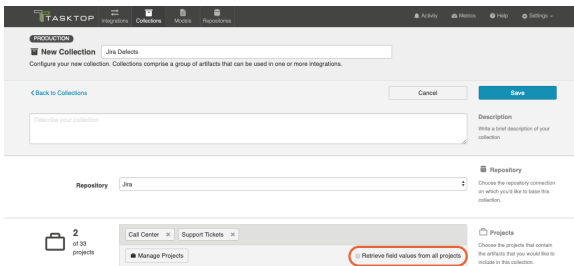 TASKTOP
Integrations
Collections
Models
Repositories
Activity
Metrics
Help
Settings
PRODUCTION
New Collection
Jira Defects
Configure your new collection. Collections comprise a group of artifacts that can be used in one or more integrations.
Back to Collections
Cancel
Save
Describe your collection
Description
Write a brief description of your
collection
Repository
Jira
Repository
Choose the repository connection
on which you'd like to base this
collection.
2
of 33
projects
Call Center ×
Support Tickets ×
Manage Projects
Retrieve field values from all projects
Projects
Choose the projects that contain
the artifacts that you would like to
include in this collection.